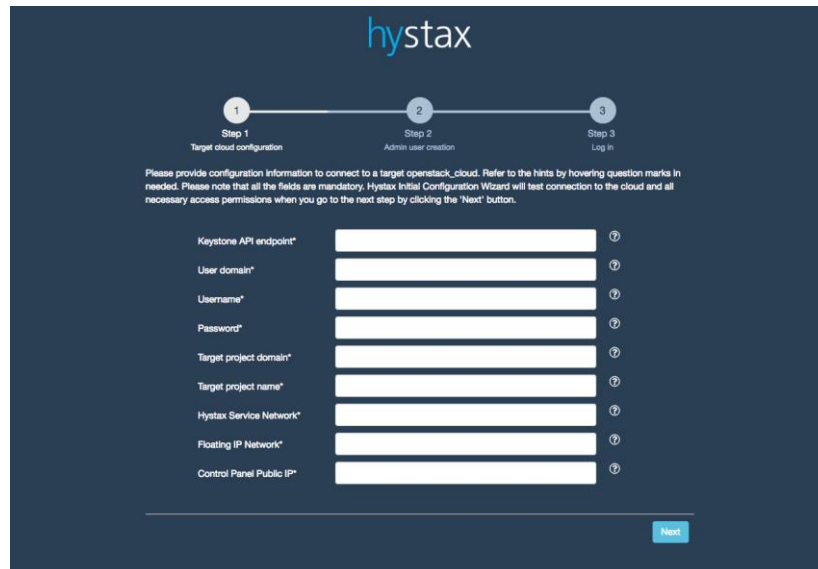 hystax
1 2 3
Step 1 Step 2 Step 3
Target cloud configuration Admin user creation Log in
Please provide configuration information to connect to a target openstack_cloud. Refer to the hints by hovering question marks in
needed. Please note that all the fields are mandatory. Hystax Initial Configuration Wizard will test connection to the cloud and all
necessary access permissions when you go to the next step by clicking the 'Next' button.
Keystone API endpoint* ?
User domain* ?
Username* ?
Password* ?
Target project domain* ?
Target project name* ?
Hystax Service Network* ?
Floating IP Network* ?
Control Panel Public IP* ?
Next